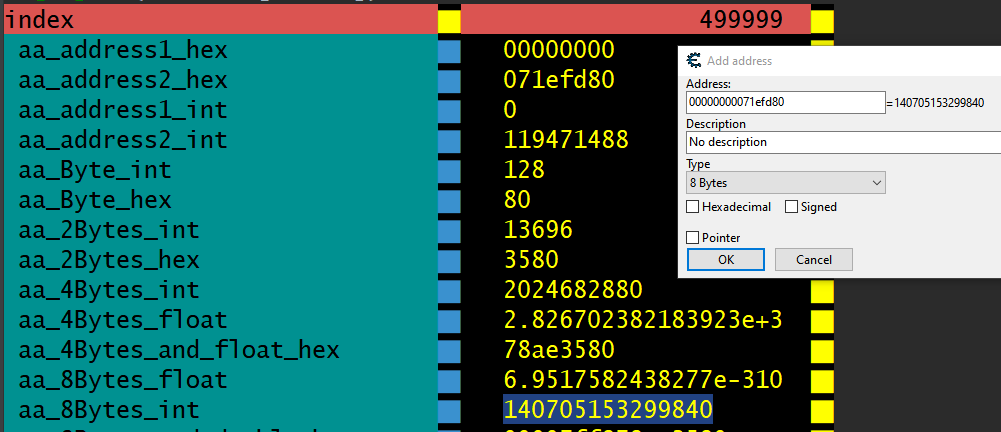 index 499999
aa_address1_hex 00000000
aa_address2_hex 071efd80
aa_address1_int 0
aa_address2_int 119471488
aa_Byte_int 128
aa_Byte_hex 80
aa_2Bytes_int 13696
aa_2Bytes_hex 3580
aa_4Bytes_int 2024682880
aa_4Bytes_float 2.826702382183923e+3
aa_4Bytes_and_float_hex 78ae3580
aa_8Bytes_float 6.9517582438277e-310
aa_8Bytes_int 140705153299840
Add address
Address:
00000000071efd80 =140705153299840
Description
No description
Type
8 Bytes
Hexadecimal Signed
Pointer
OK Cancel